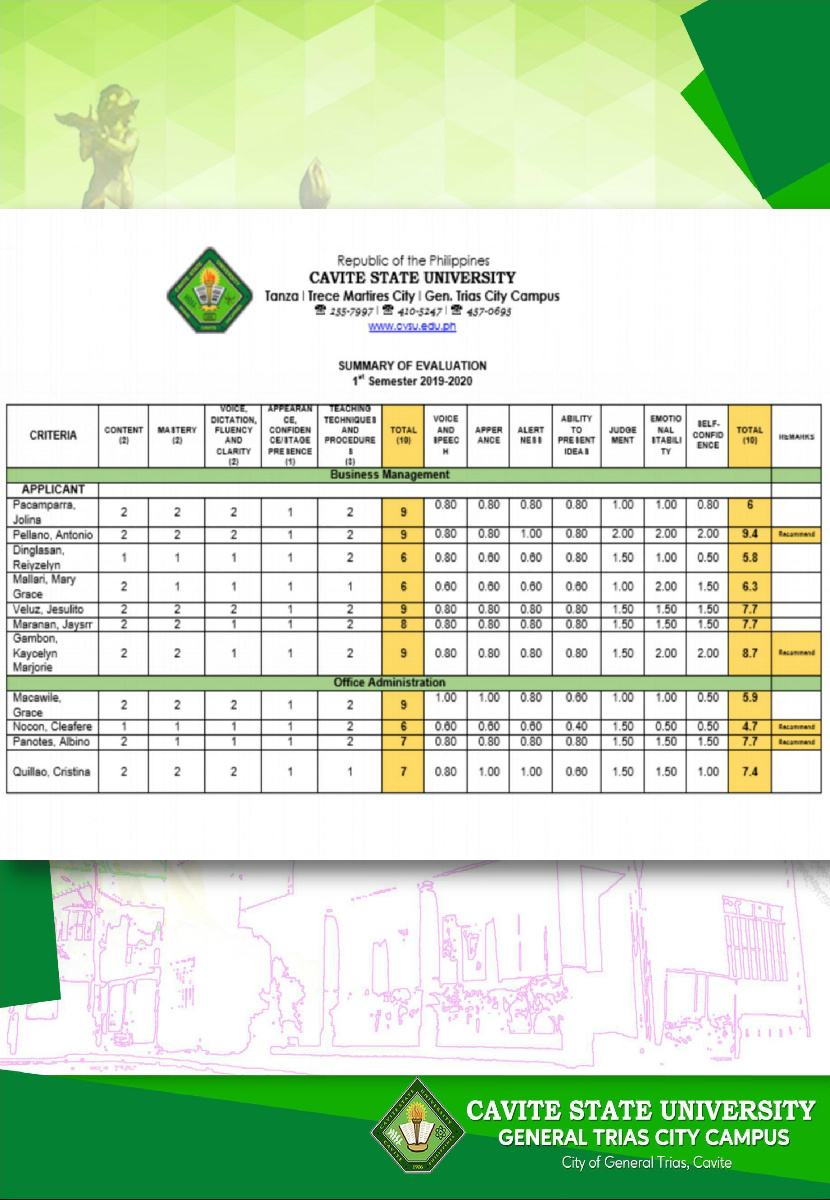 Republic of the Philippines
CAVITE STATE UNIVERSITY
Tanza | Trece Martires City | Gen. Trias City Campus
☎ 235-7997 | ☎ 410-5247 | ☎ 437-0693
www.cvsu.edu.ph
SUMMARY OF EVALUATION
1st Semester 2019-2020
CRITERIA CONTENT (2) MASTERY (2) VOICE, DICTATION, FLUENCY AND CLARITY (2) APPEARANCE, CONFIDENCE/STAGE PRESENCE (1) TEACHING TECHNIQUES AND PROCEDURES (3) TOTAL (10) VOICE AND SPEECH APPERANCE ALERTNESS ABILITY TO PRESENT IDEAS JUDGEMENT EMOTIONAL STABILITY SELF-CONFIDENCE TOTAL (10) REMARKS
Business Management
APPLICANT
Pacamparra, Jolina 2 2 2 1 2 9 0.80 0.80 0.80 0.80 1.00 1.00 0.80 6
Pellano, Antonio 2 2 2 1 2 9 0.80 0.80 1.00 0.80 2.00 2.00 2.00 9.4 Recommend
Dinglasan, Reiyzelyn 1 1 1 1 2 6 0.80 0.60 0.60 0.80 1.50 1.00 0.50 5.8
Mallari, Mary Grace 2 1 1 1 1 6 0.60 0.60 0.60 0.60 1.00 2.00 1.50 6.3
Veluz, Jesulito 2 2 2 1 2 9 0.80 0.80 0.80 0.80 1.50 1.50 1.50 7.7
Maranan, Jaysrr 2 2 1 1 2 8 0.80 0.80 0.80 0.80 1.50 1.50 1.50 7.7
Gambon, Kaycelyn Marjorie 2 2 1 1 2 9 0.80 0.80 0.80 0.80 1.50 2.00 2.00 8.7 Recommend
Office Administration
Macawile, Grace 2 2 2 1 2 9 1.00 1.00 0.80 0.60 1.00 1.00 0.50 5.9
Nocon, Cleafere 1 1 1 1 2 6 0.60 0.60 0.60 0.40 1.50 0.50 0.50 4.7 Recommend
Panotes, Albino 2 1 1 1 2 7 0.80 0.80 0.80 0.80 1.50 1.50 1.50 7.7 Recommend
Quillao, Cristina 2 2 2 1 1 7 0.80 1.00 1.00 0.60 1.50 1.50 1.00 7.4
CAVITE STATE UNIVERSITY
GENERAL TRIAS CITY CAMPUS
City of General Trias, Cavite